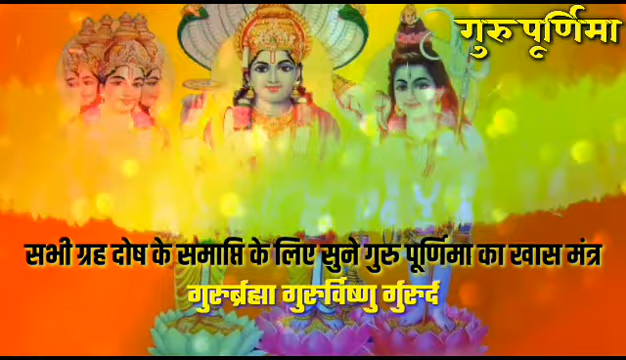 गुरु पूर्णिमा
सभी ग्रह दोष के समाप्ति के लिए सुने गुरु पूर्णिमा का खास मंत्र
गुरुर्ब्रह्मा गुरुर्विष्णु र्गुरुर्द